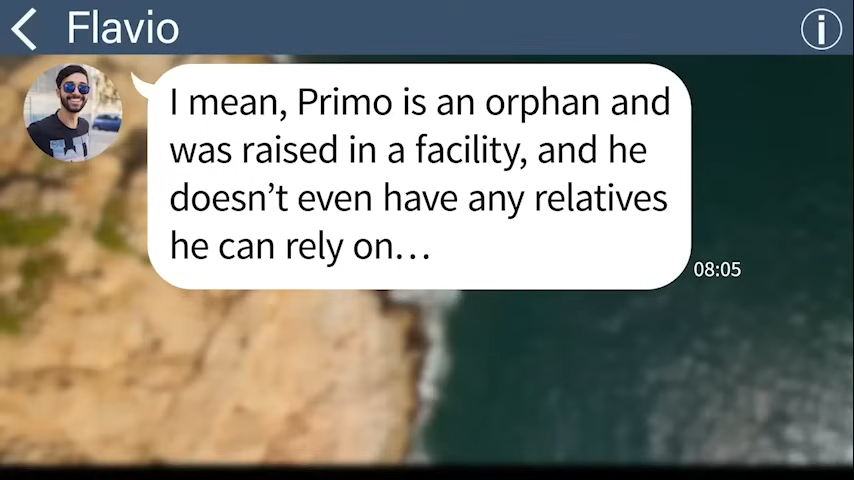 Flavio
I mean, Primo is an orphan and
was raised in a facility, and he
doesn’t even have any relatives
he can rely on…
08:05